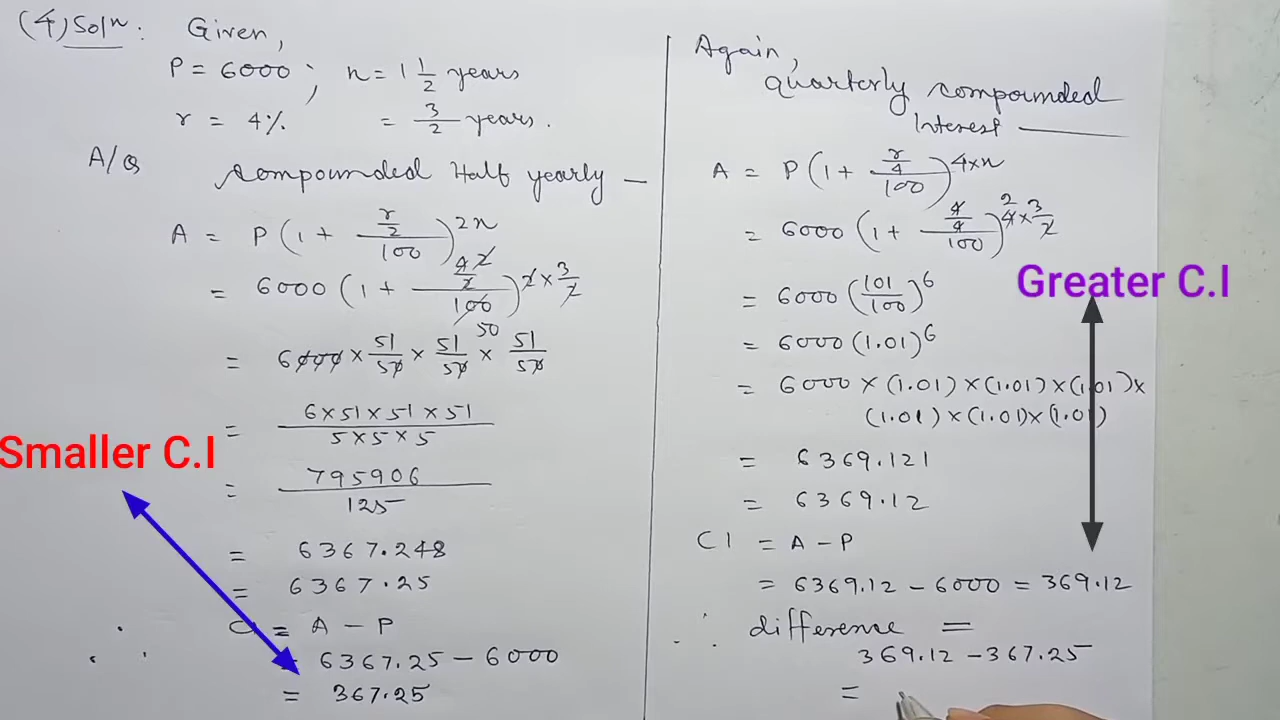 (4) Solⁿ: Given,
P = 6000 ; n = 1 1/2 years
r = 4% = 3/2 years.
A/Q Compounded Half yearly —
A = P(1 + (r/2)/100)^2n
= 6000 (1 + (4/2)/100)^2×3/2
50
= 6000 × 51/50 × 51/50 × 51/50
= (6×51×51×51)/(5×5×5)
Smaller C.I
= 795906/125
= 6367.248
= 6367.25
∴ CI = A – P
= 6367.25 – 6000
= 367.25
Again,
Quarterly compounded
Interest —
A = P(1 + (r/4)/100)^4×n
= 6000 (1 + (4/4)/100)^4×3/2
2
Greater C.I
= 6000 (101/100)^6
= 6000 (1.01)^6
= 6000 × (1.01) × (1.01) × (1.01) ×
(1.01) × (1.01) × (1.01)
= 6369.121
= 6369.12
CI = A – P
= 6369.12 – 6000 = 369.12
∴ difference =
369.12 – 367.25
=